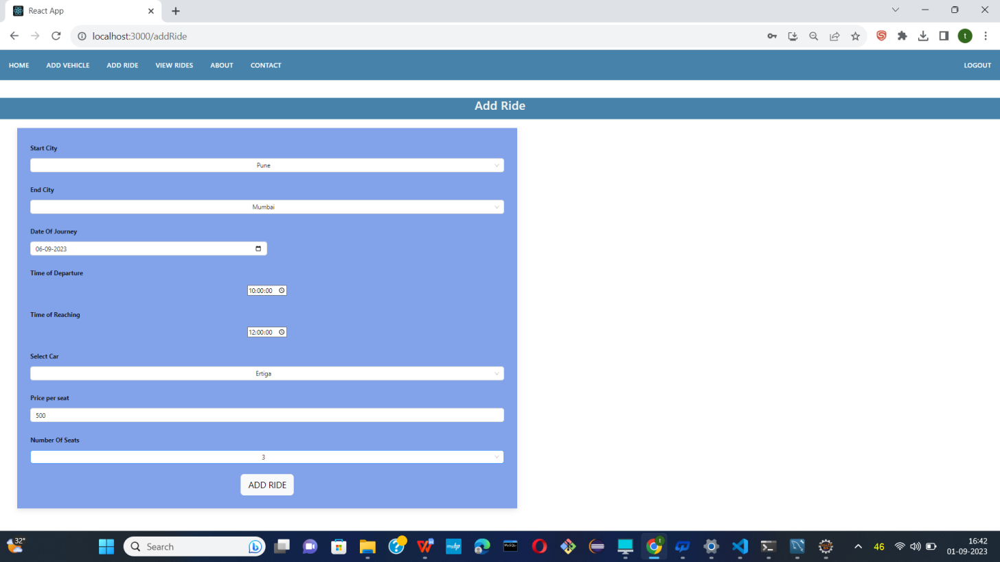 React App
localhost:3000/addRide
t
HOME ADD VEHICLE ADD RIDE VIEW RIDES ABOUT CONTACT LOGOUT
Add Ride
Start City
Pune
End City
Mumbai
Date Of Journey
06-09-2023
Time of Departure
10:00:00
Time of Reaching
12:00:00
Select Car
Ertiga
Price per seat
500
Number Of Seats
3
ADD RIDE
32°
Search
myhp
MySQL
t
46
16:42
01-09-2023